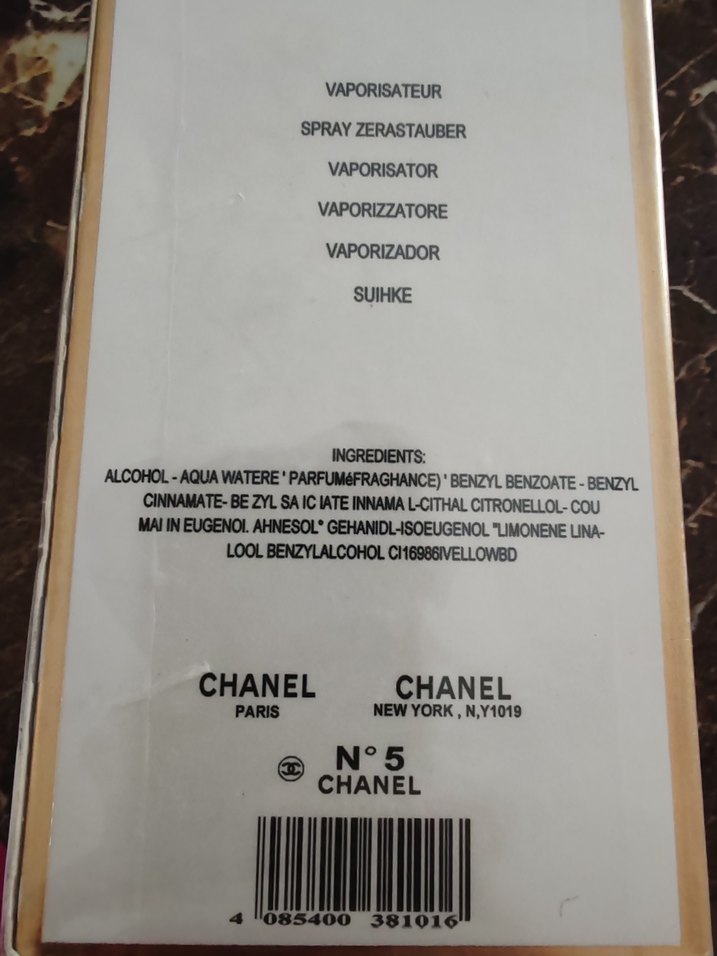 VAPORISATEUR
SPRAY ZERASTAUBER
VAPORISATOR
VAPORIZZATORE
VAPORIZADOR
SUIHKE
INGREDIENTS:
ALCOHOL - AQUA WATERE ' PARFUMéFRAGHANCE) ' BENZYL BENZOATE - BENZYL
CINNAMATE- BE ZYL SA IC IATE INNAMA L-CITHAL CITRONELLOL- COU
MAI IN EUGENOI. AHNESOL° GEHANIDL-ISOEUGENOL "LIMONENE LINA-
LOOL BENZYLALCOHOL CI16986IVELLOWBD
CHANEL
PARIS
CHANEL
NEW YORK , N,Y1019
N° 5
CHANEL
4 085400 381016